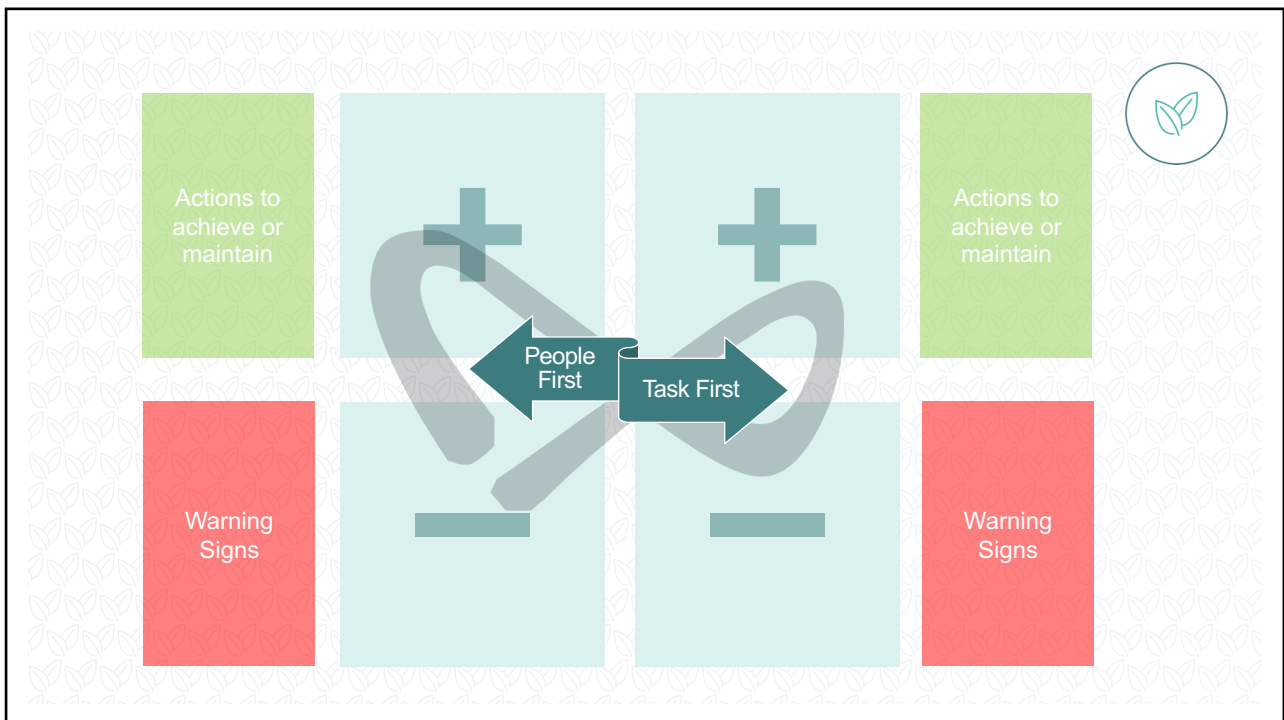 Actions to
achieve or
maintain
Actions to
achieve or
maintain
People
First
Task First
Warning
Signs
Warning
Signs